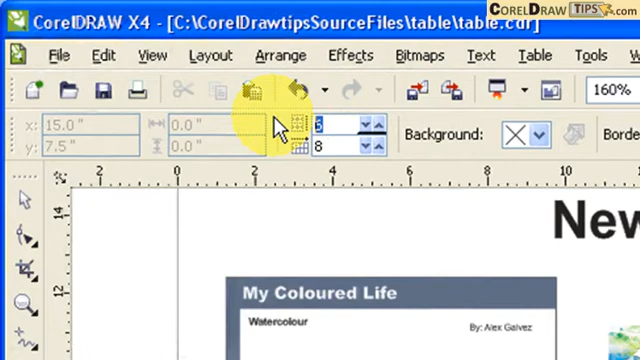 CORELDRAW TIPS.COM
CorelDRAW X4 - [C:\CorelDrawtipsSourceFiles\table\table.cdr]
File Edit View Layout Arrange Effects Bitmaps Text Table Tools
160%
x: 15.0 " 0.0 " 5 Background: Borde
y: 7.5 " 0.0 " 8
2 0 2 4 6 8 10
14
12
New
My Coloured Life
Watercolour
By: Alex Galvez